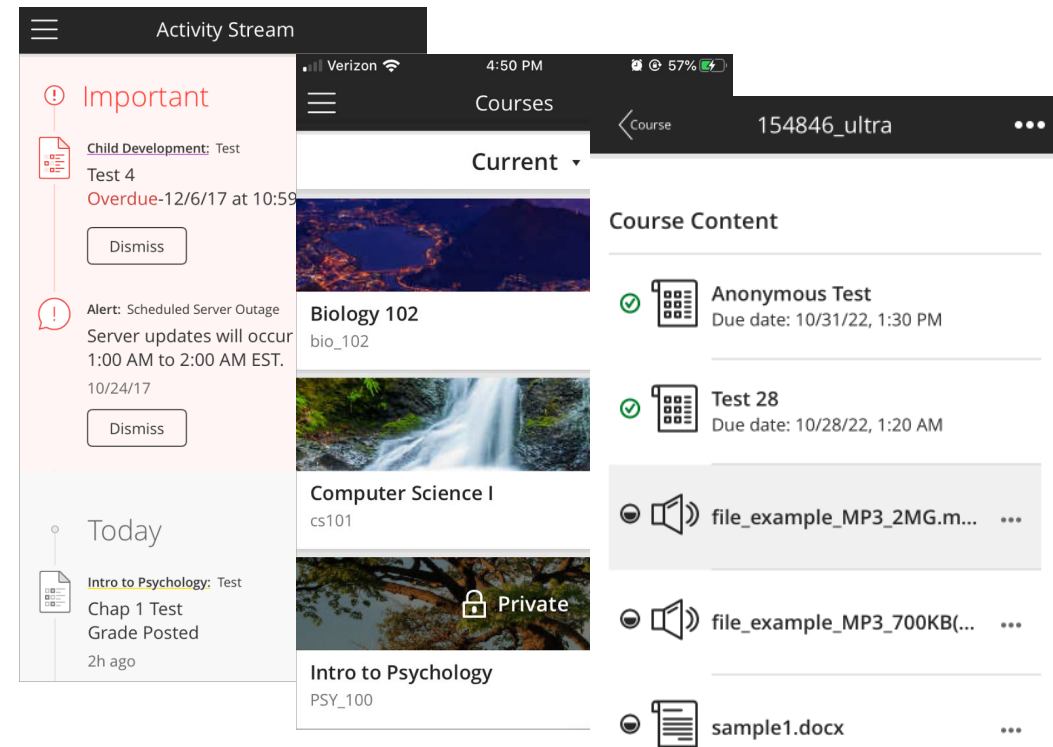 Activity Stream
Important
Child Development: Test
Test 4
Overdue-12/6/17 at 10:59
Dismiss
Alert: Scheduled Server Outage
Server updates will occur
1:00 AM to 2:00 AM EST.
10/24/17
Dismiss
Today
Intro to Psychology: Test
Chap 1 Test
Grade Posted
2h ago
Verizon 4:50 PM 57%
Courses
Current
Biology 102
bio_102
Computer Science I
cs101
Private
Intro to Psychology
PSY_100
Course 154846_ultra
Course Content
Anonymous Test
Due date: 10/31/22, 1:30 PM
Test 28
Due date: 10/28/22, 1:20 AM
file_example_MP3_2MG.m...
file_example_MP3_700KB(...
sample1.docx